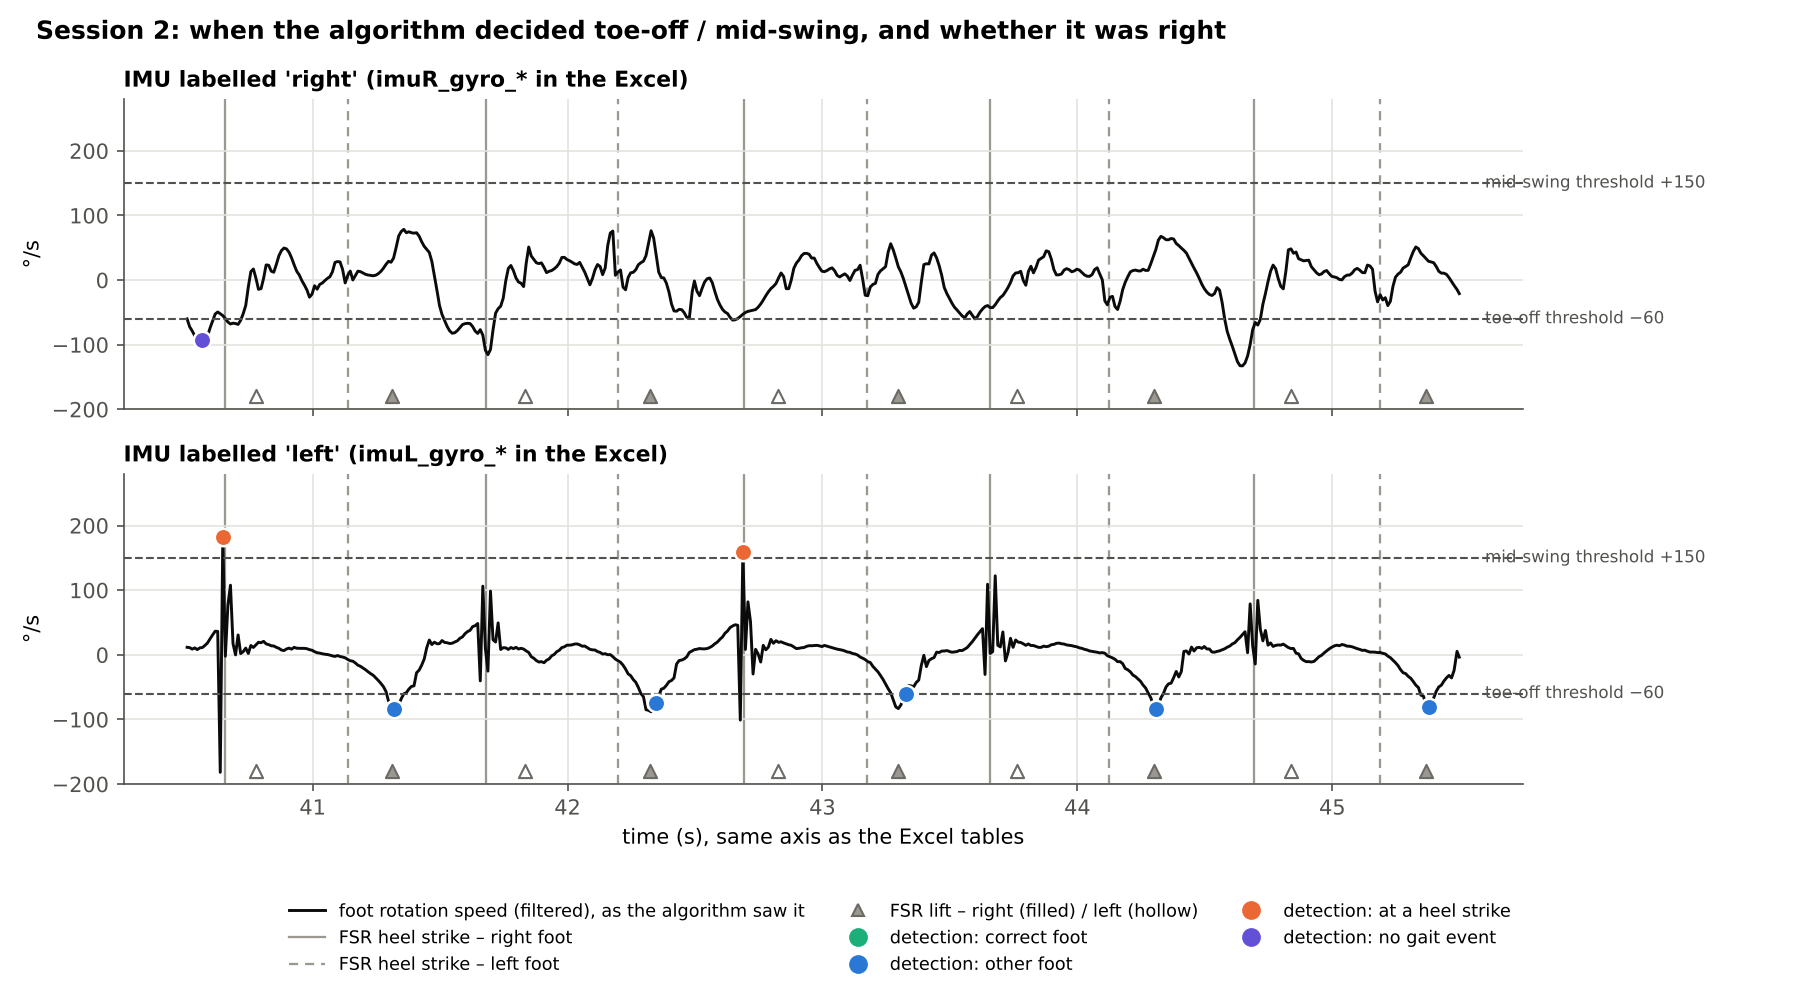 Session 2: when the algorithm decided toe-off / mid-swing, and whether it was right
IMU labelled 'right' (imuR_gyro_* in the Excel)
°/s
200
100
0
−100
−200
mid-swing threshold +150
toe-off threshold −60
IMU labelled 'left' (imuL_gyro_* in the Excel)
°/s
200
100
0
−100
−200
mid-swing threshold +150
toe-off threshold −60
41 42 43 44 45
time (s), same axis as the Excel tables
foot rotation speed (filtered), as the algorithm saw it
FSR heel strike – right foot
FSR heel strike – left foot
FSR lift – right (filled) / left (hollow)
detection: correct foot
detection: other foot
detection: at a heel strike
detection: no gait event